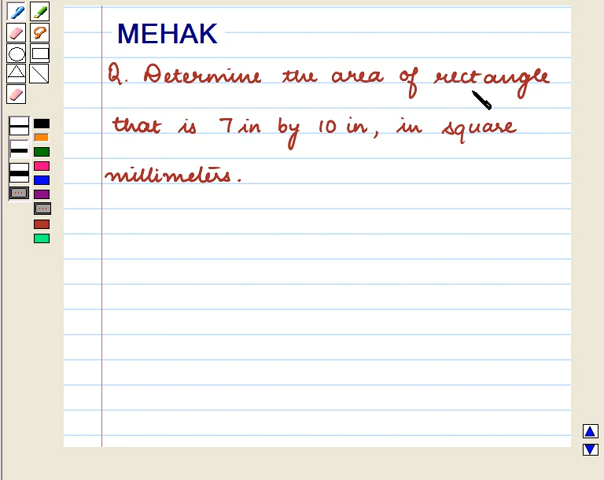 MEHAK
Q. Determine the area of rectangle
that is 7 in by 10 in, in square
millimeters.